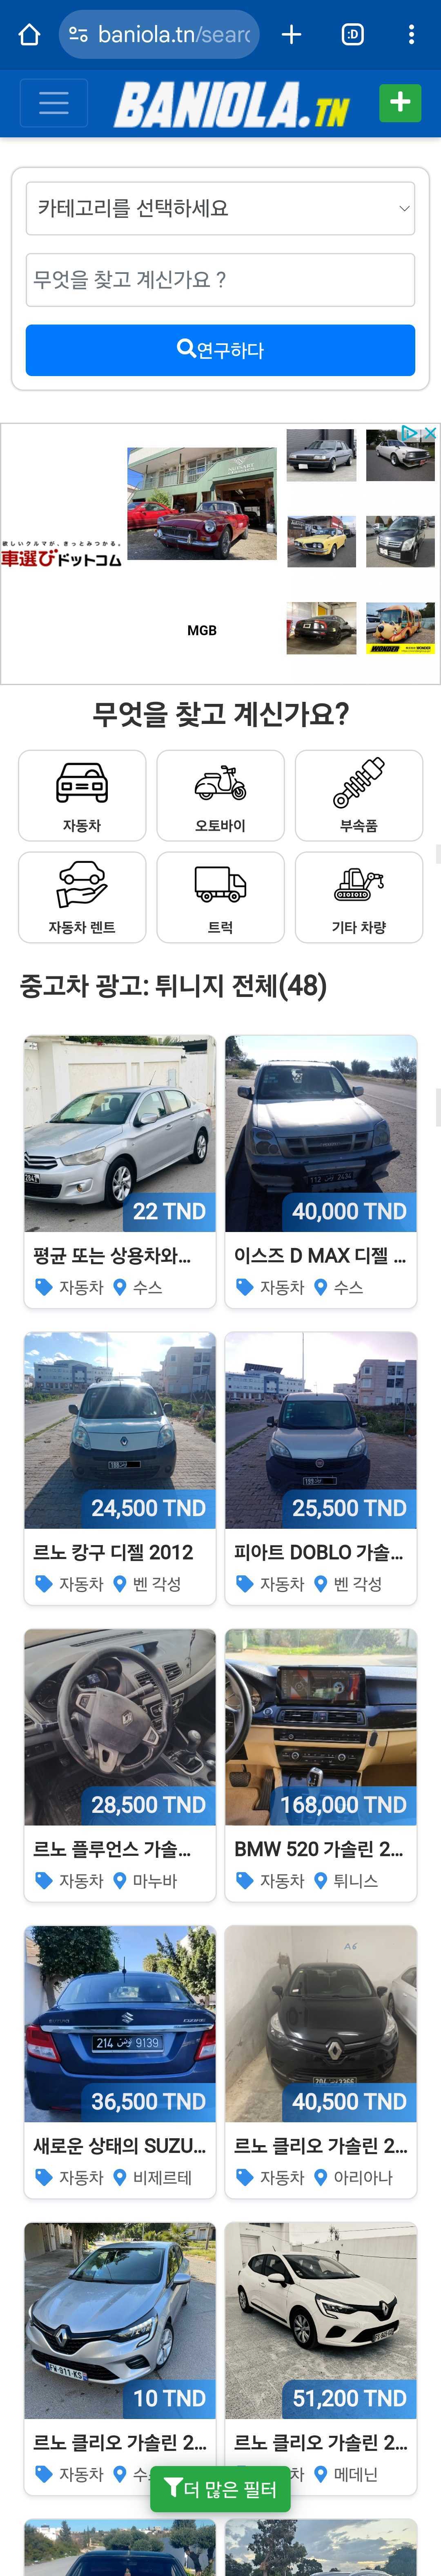 baniola.tn/searc
:D
BANIOLA.TN
카테고리를 선택하세요
무엇을 찾고 계신가요 ?
연구하다
欲しいクルマが、きっとみつかる。
車選びドットコム
MGB
WONDER
무엇을 찾고 계신가요?
자동차
오토바이
부속품
자동차 렌트
트럭
기타 차량
중고차 광고: 튀니지 전체(48)
22 TND
40,000 TND
평균 또는 상용차와...
이스즈 D MAX 디젤 ...
자동차 수스
자동차 수스
24,500 TND
25,500 TND
르노 캉구 디젤 2012
피아트 DOBLO 가솔...
자동차 벤 각성
자동차 벤 각성
28,500 TND
168,000 TND
르노 플루언스 가솔...
BMW 520 가솔린 2...
자동차 마누바
자동차 튀니스
214 تونس 9139
A6
36,500 TND
40,500 TND
새로운 상태의 SUZU...
르노 클리오 가솔린 2...
자동차 비제르테
자동차 아리아나
FW-911-KS
10 TND
51,200 TND
르노 클리오 가솔린 2...
르노 클리오 가솔린 2...
자동차
메데닌
더 많은 필터